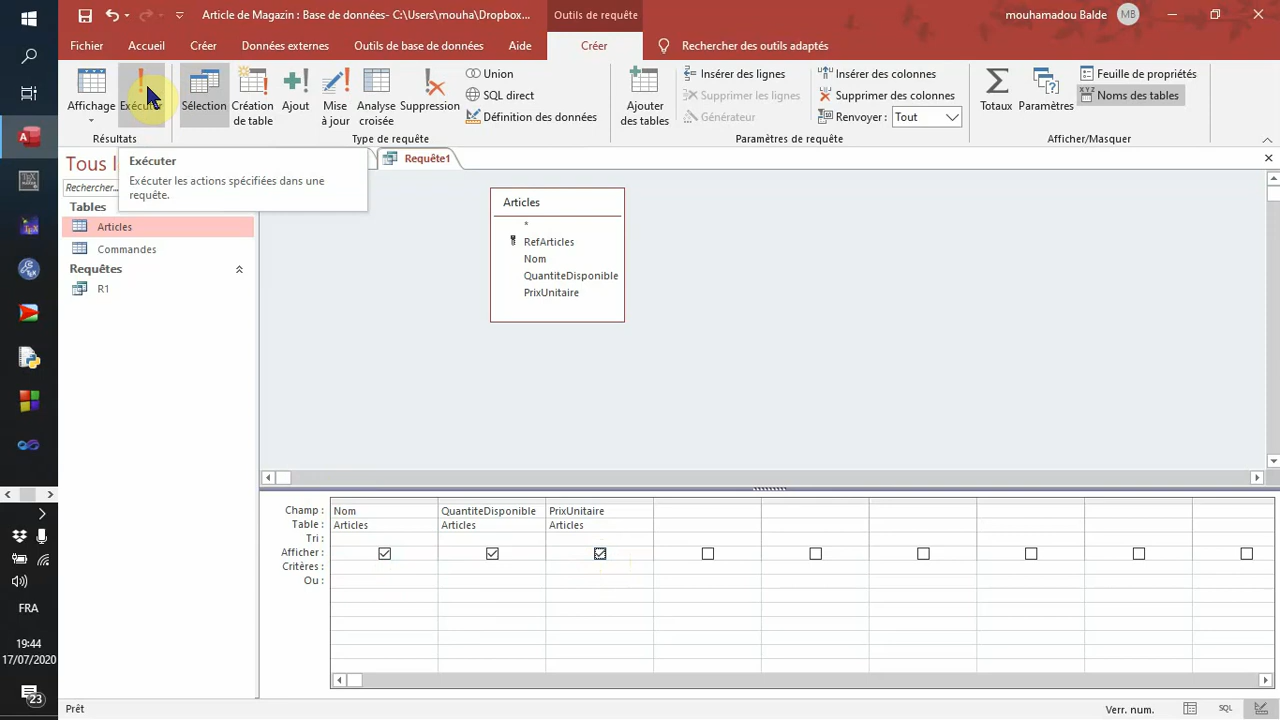 Article de Magazin : Base de données- C:\Users\mouha\Dropbox...
Outils de requête
mouhamadou Balde
MB
Fichier
Accueil
Créer
Données externes
Outils de base de données
Aide
Créer
Rechercher des outils adaptés
Affichage
Sélection
Création
de table
Ajout
Mise
à jour
Analyse
croisée
Suppression
Union
SQL direct
Définition des données
Ajouter
des tables
Insérer des lignes
Supprimer les lignes
Générateur
Insérer des colonnes
Supprimer des colonnes
Renvoyer :
Tout
Totaux
Paramètres
Feuille de propriétés
XYZ
Noms des tables
Résultats
Type de requête
Paramètres de requête
Afficher/Masquer
Tous l
Exécuter
Exécuter les actions spécifiées dans une
requête.
Requête1
Rechercher...
Tables
Articles
Commandes
Requêtes
R1
Articles
*
RefArticles
Nom
QuantiteDisponible
PrixUnitaire
Champ :
Nom
QuantiteDisponible
PrixUnitaire
Table :
Articles
Articles
Articles
Tri :
Afficher :
Critères :
Ou :
FRA
19:44
17/07/2020
23
Prêt
Verr. num.
SQL